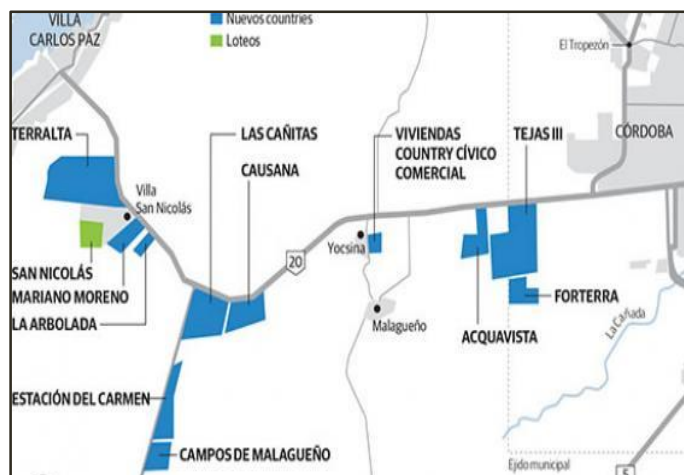 VILLA
CARLOS PAZ
Nuevos countries
Loteos
El Tropezón
TERRALTA
LAS CAÑITAS
CAUSANA
VIVIENDAS
COUNTRY CÍVICO
COMERCIAL
TEJAS III
CÓRDOBA
Villa
San Nicolás
20
Yocsina
SAN NICOLÁS
MARIANO MORENO
LA ARBOLADA
Malagueño
ACQUAVISTA
FORTERRA
La Cañada
ESTACIÓN DEL CARMEN
CAMPOS DE MALAGUEÑO
Ejido municipal
5